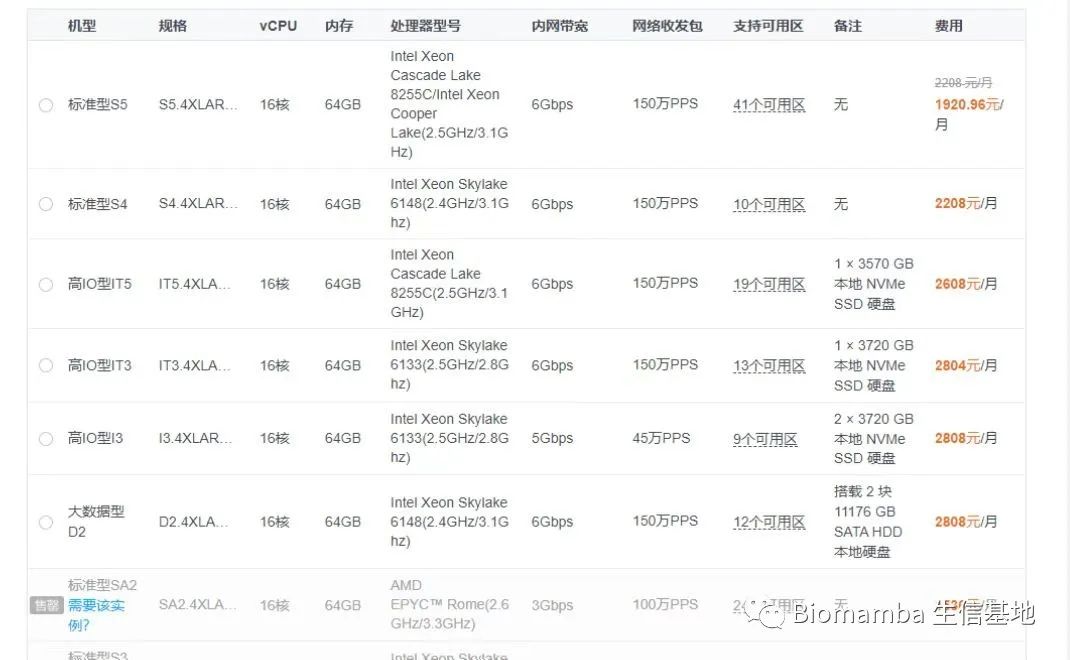 机型 规格 vCPU 内存 处理器型号 内网带宽 网络收发包 支持可用区 备注 费用
Intel Xeon
Cascade Lake
8255C/Intel Xeon
Cooper
Lake(2.5GHz/3.1G
Hz)
标准型S5 S5.4XLAR... 16核 64GB 6Gbps 150万PPS 41个可用区 无
2208元/月
1920.96元/
月
Intel Xeon Skylake
6148(2.4GHz/3.1G
hz)
标准型S4 S4.4XLAR... 16核 64GB 6Gbps 150万PPS 10个可用区 无 2208元/月
Intel Xeon
Cascade Lake
8255C(2.5GHz/3.1
GHz)
高IO型IT5 IT5.4XLA... 16核 64GB 6Gbps 150万PPS 19个可用区
1 × 3570 GB
本地 NVMe
SSD 硬盘
2608元/月
Intel Xeon Skylake
6133(2.5GHz/2.8G
hz)
高IO型IT3 IT3.4XLA... 16核 64GB 6Gbps 150万PPS 13个可用区
1 × 3720 GB
本地 NVMe
SSD 硬盘
2804元/月
Intel Xeon Skylake
6133(2.5GHz/2.8G
hz)
高IO型I3 I3.4XLAR... 16核 64GB 5Gbps 45万PPS 9个可用区
2 × 3720 GB
本地 NVMe
SSD 硬盘
2808元/月
大数据型
D2
D2.4XLA... 16核 64GB
Intel Xeon Skylake
6148(2.4GHz/3.1G
hz)
6Gbps 150万PPS 12个可用区
搭载 2 块
11176 GB
SATA HDD
本地硬盘
2808元/月
售罄
标准型SA2
需要该实
例?
SA2.4XLA... 16核 64GB
AMD
EPYC™ Rome(2.6
GHz/3.3GHz)
3Gbps 100万PPS 无
Biomamba 生信基地
标准型S3
Intel Xeon Skylake